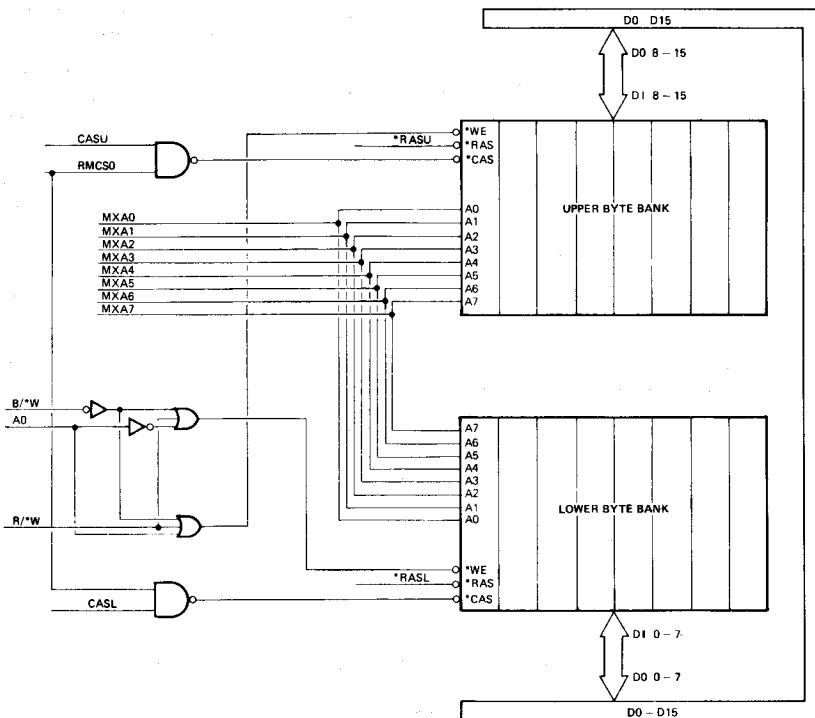 D0 D15
D0 8-15
DI 8-15
CASU
*RASU
*WE
*RAS
*CAS
RMCS0
UPPER BYTE BANK
MXA0
MXA1
MXA2
MXA3
MXA4
MXA5
MXA6
MXA7
A0
A1
A2
A3
A4
A5
A6
A7
B/*W
A0
R/*W
CASL
A7
A6
A5
A4
A3
A2
A1
A0
LOWER BYTE BANK
*RASL
*WE
*RAS
*CAS
DI 0-7
DO 0-7
D0-D15